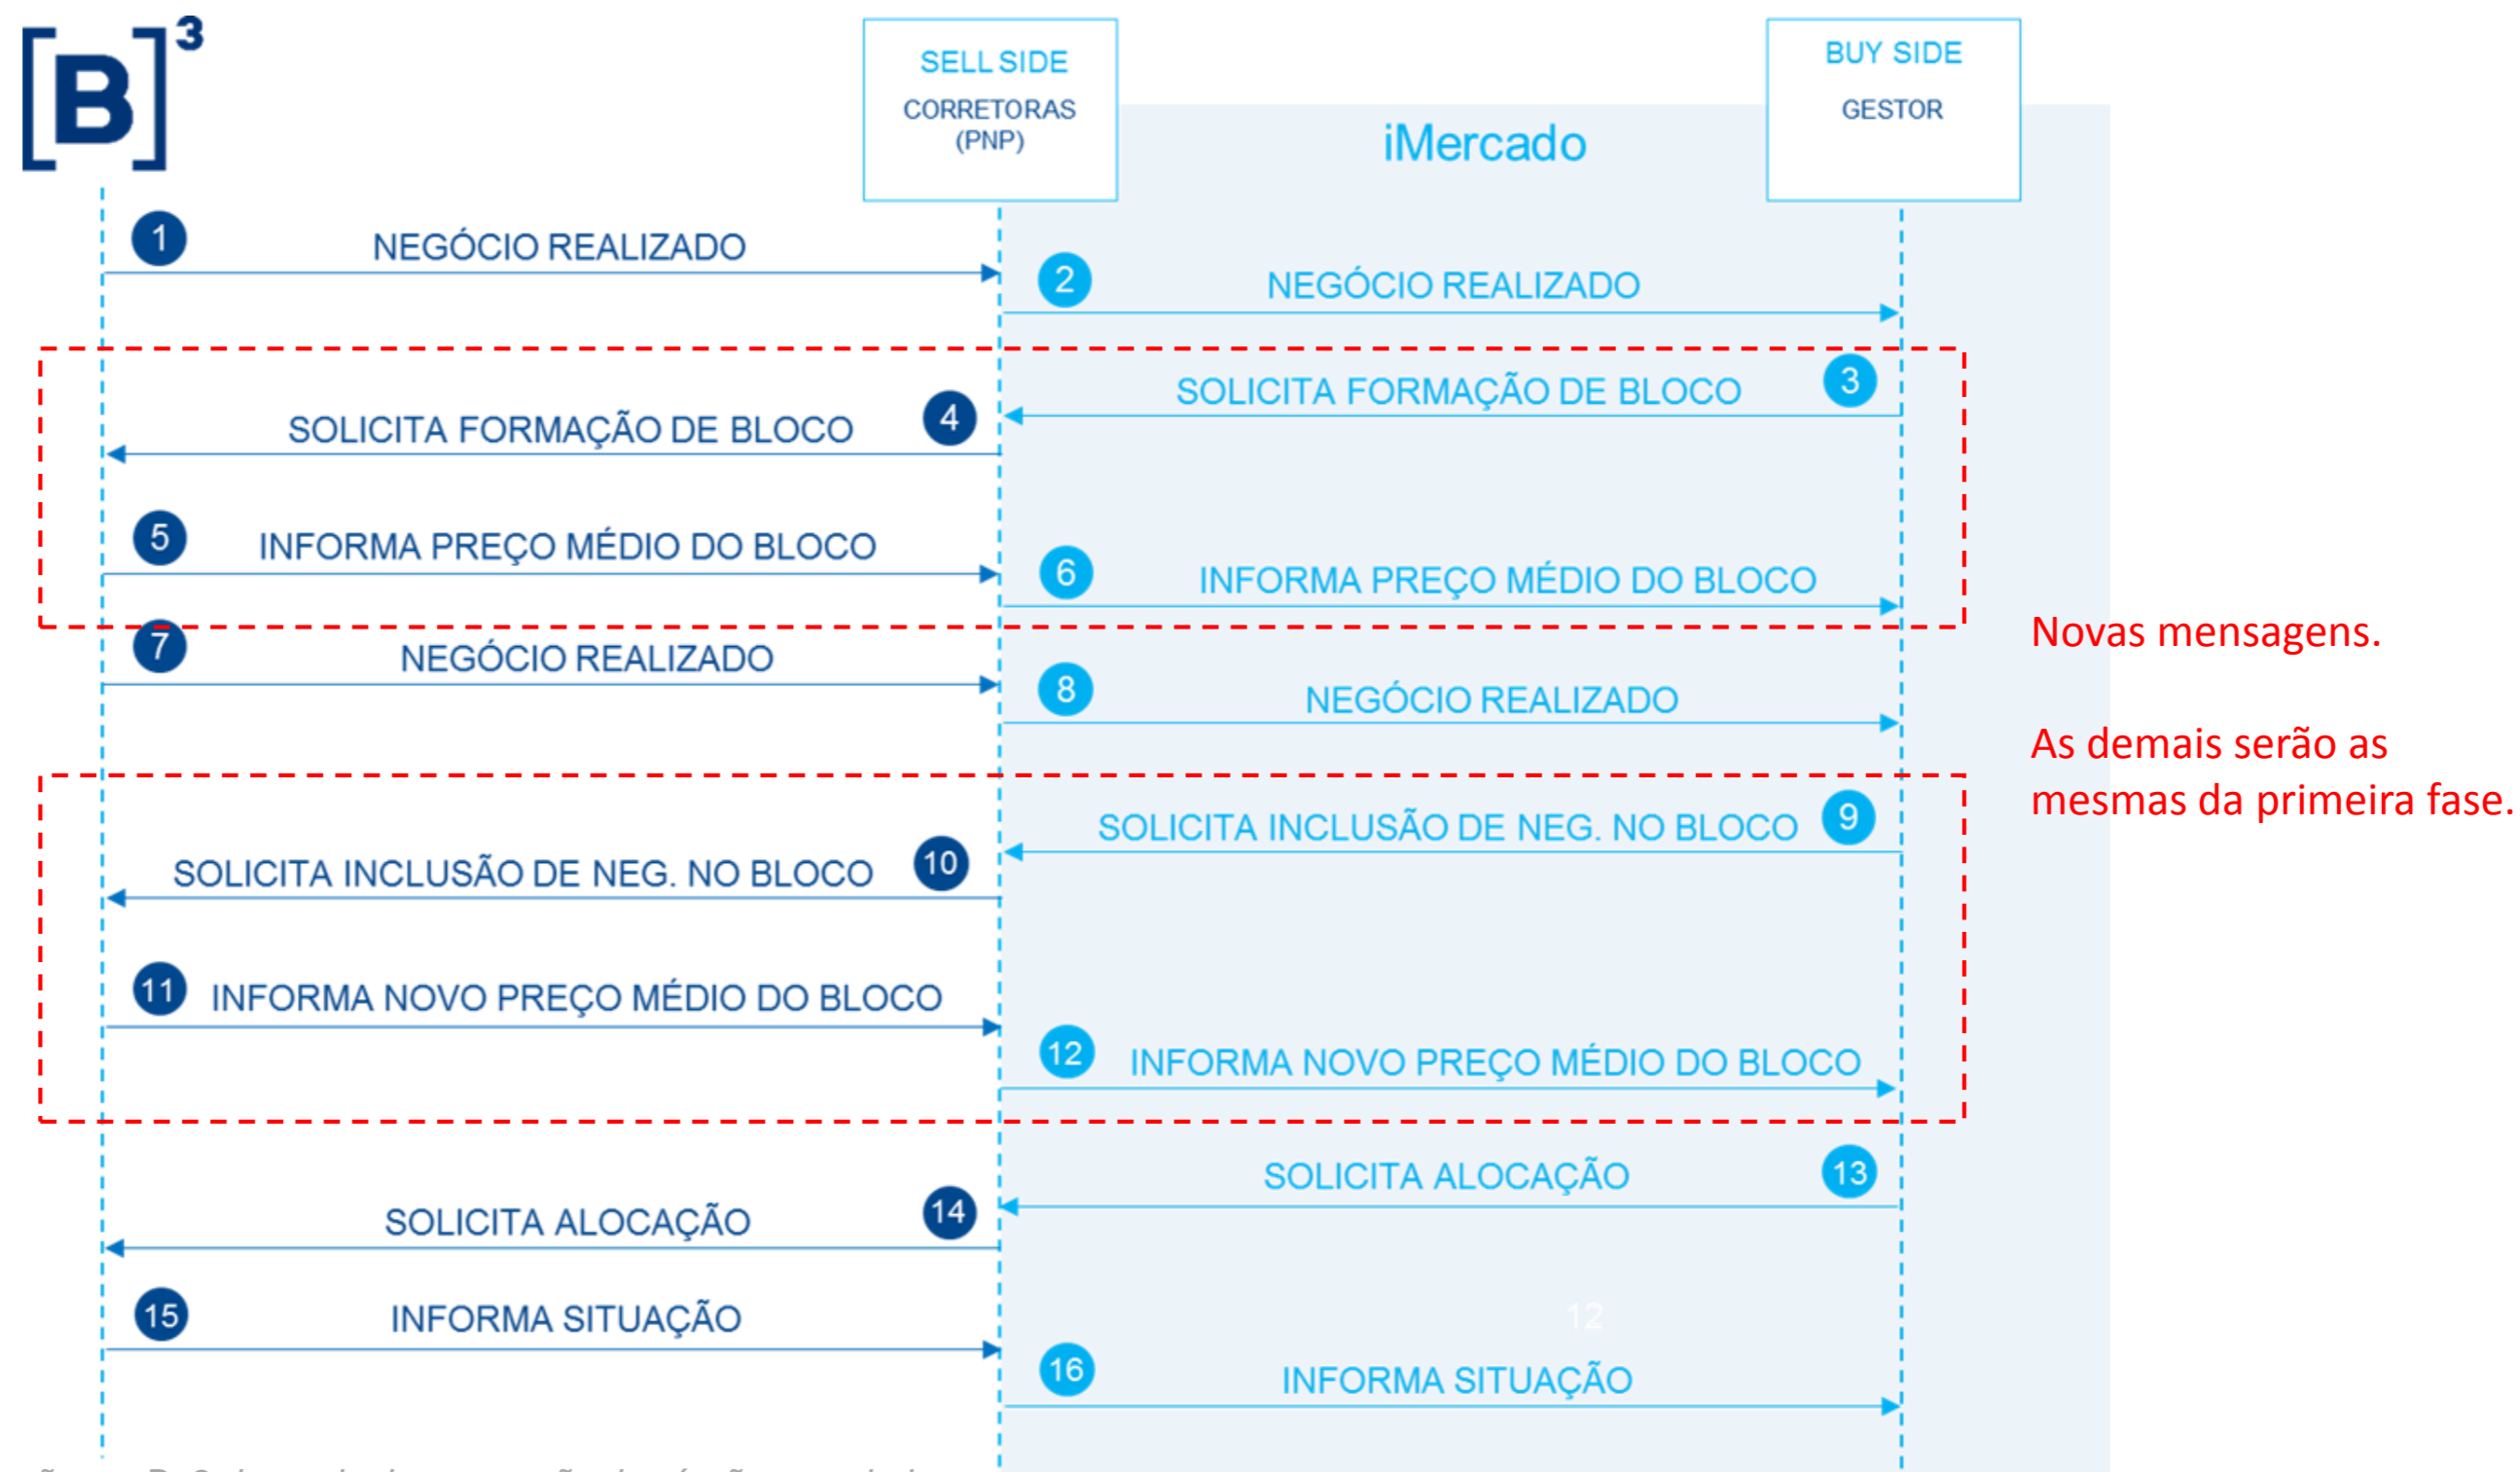 [B]³
SELL SIDE
CORRETORAS
(PNP)
iMercado
BUY SIDE
GESTOR
1
NEGÓCIO REALIZADO
2
NEGÓCIO REALIZADO
3
SOLICITA FORMAÇÃO DE BLOCO
4
SOLICITA FORMAÇÃO DE BLOCO
5
INFORMA PREÇO MÉDIO DO BLOCO
6
INFORMA PREÇO MÉDIO DO BLOCO
7
NEGÓCIO REALIZADO
8
NEGÓCIO REALIZADO
Novas mensagens.
As demais serão as
mesmas da primeira fase.
9
SOLICITA INCLUSÃO DE NEG. NO BLOCO
10
SOLICITA INCLUSÃO DE NEG. NO BLOCO
11
INFORMA NOVO PREÇO MÉDIO DO BLOCO
12
INFORMA NOVO PREÇO MÉDIO DO BLOCO
13
SOLICITA ALOCAÇÃO
14
SOLICITA ALOCAÇÃO
15
INFORMA SITUAÇÃO
12
16
INFORMA SITUAÇÃO